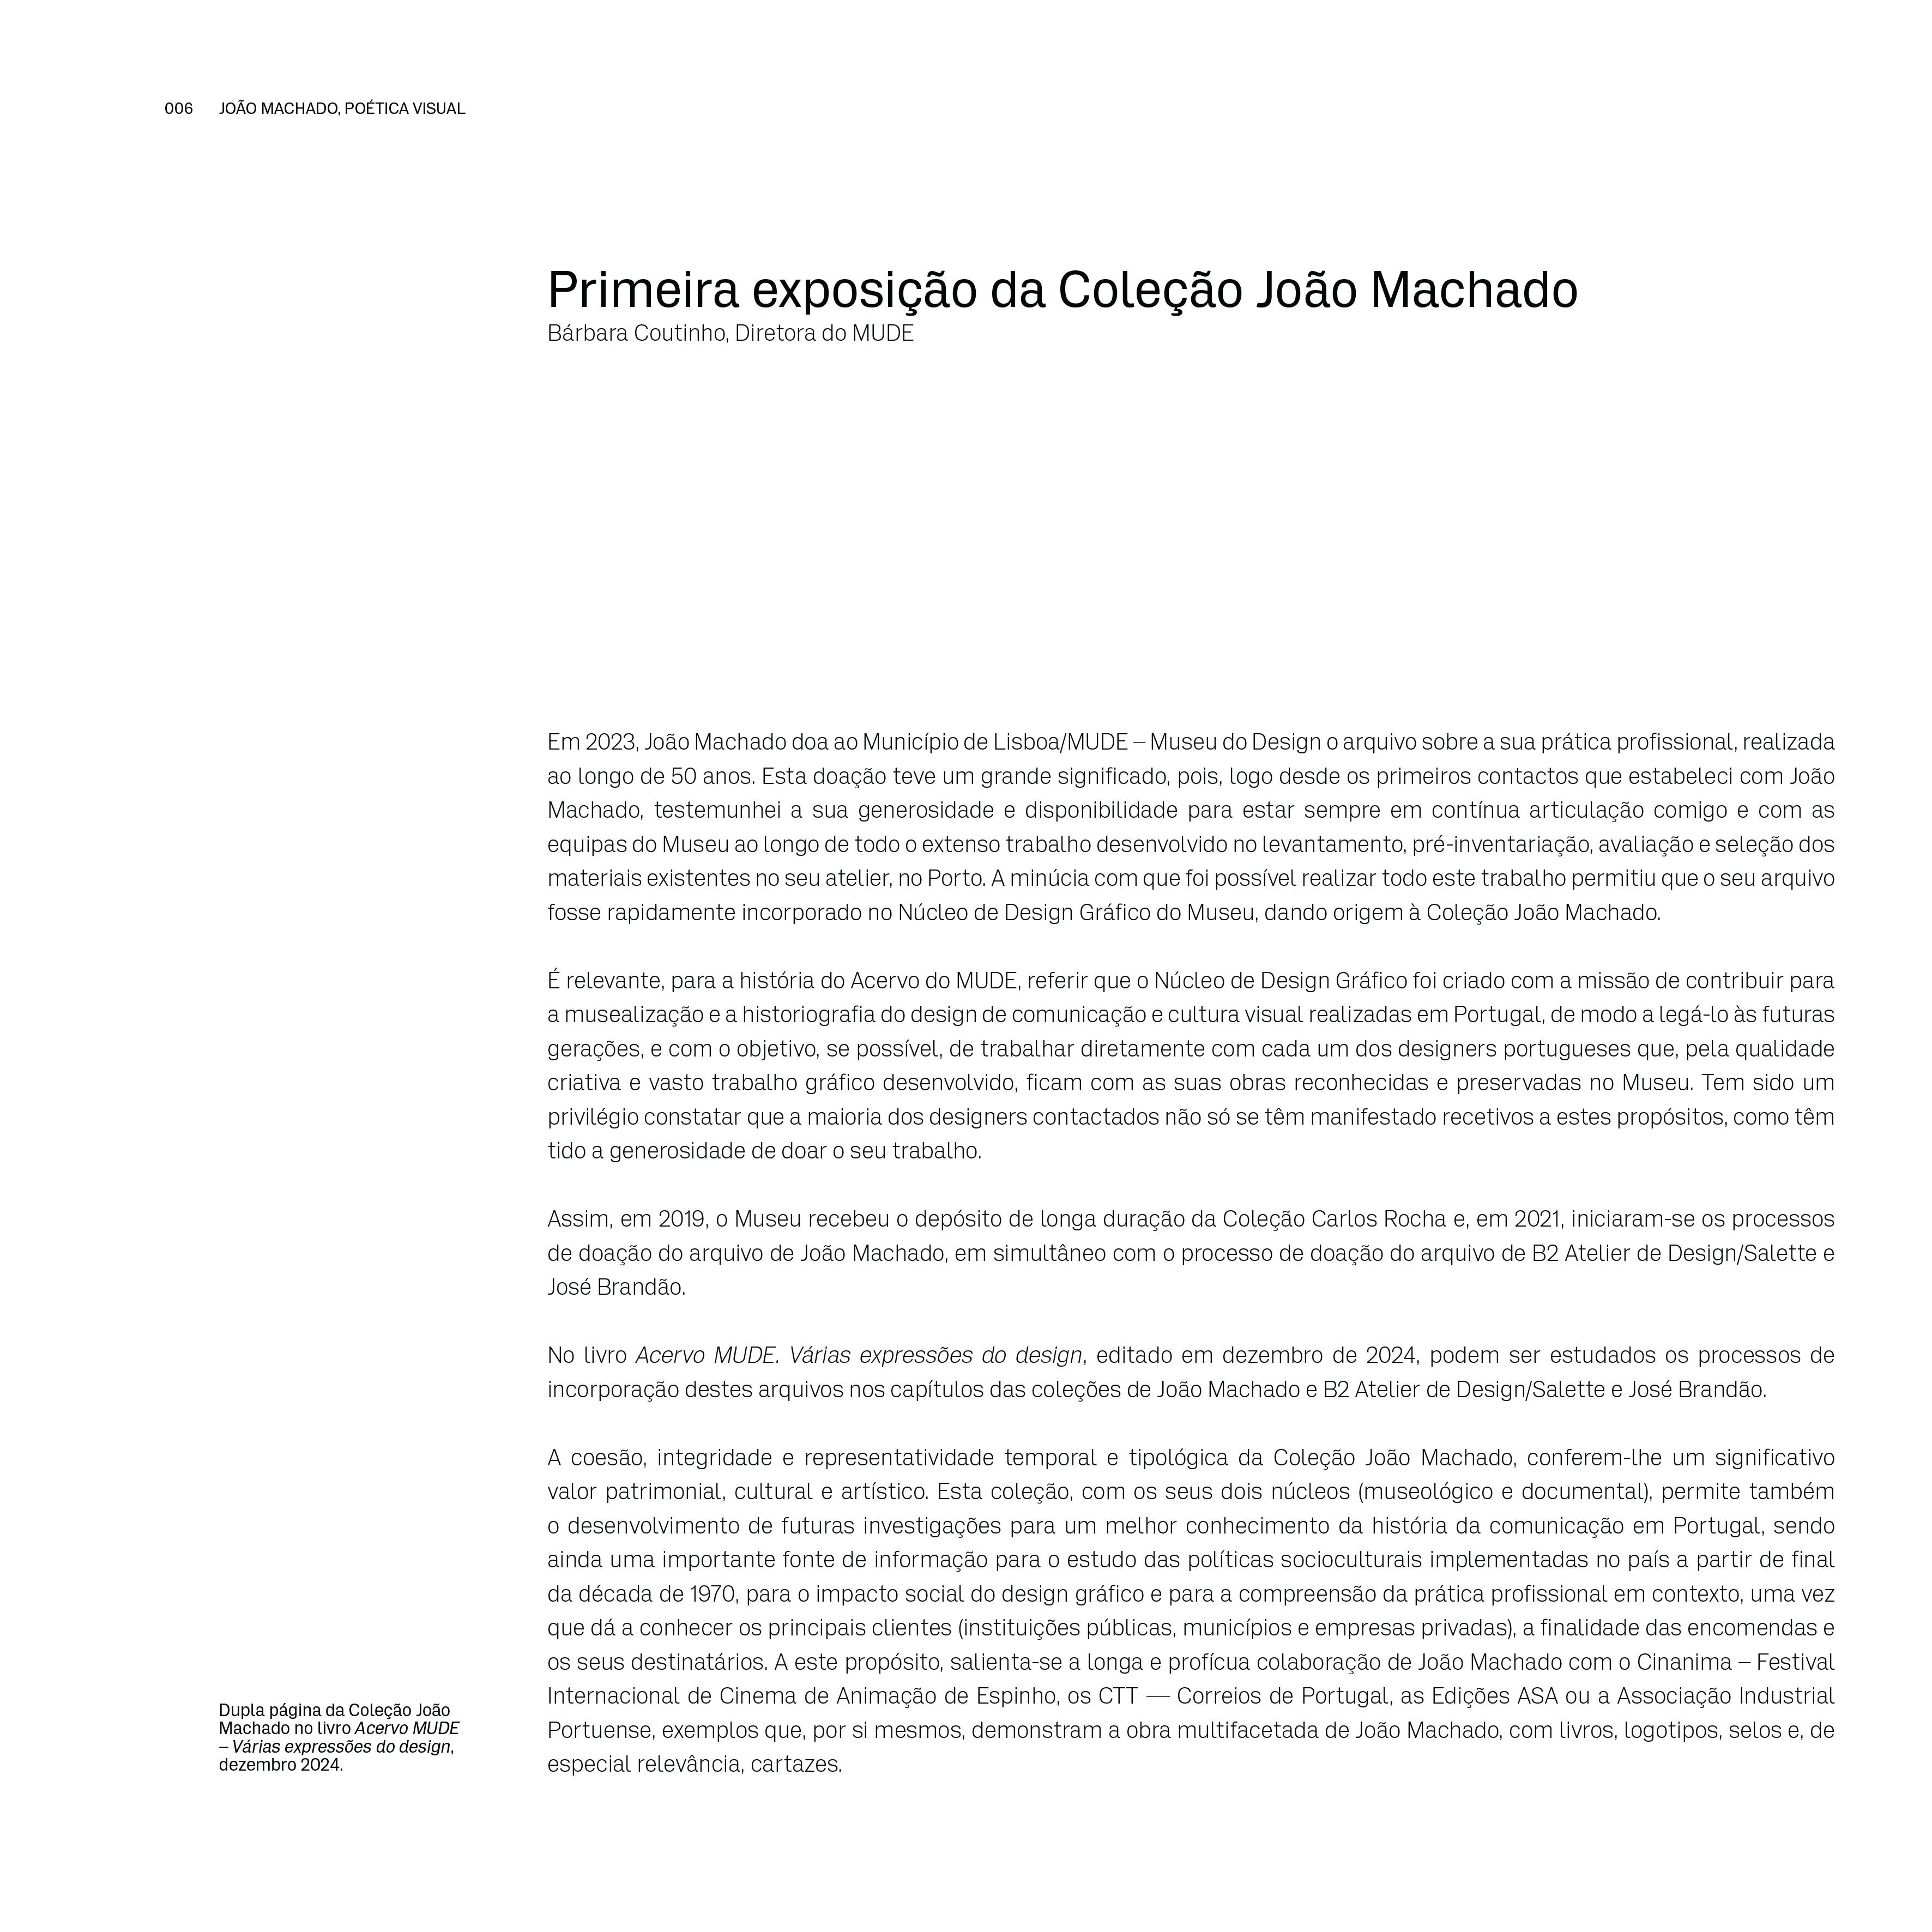 006 JOÃO MACHADO, POÉTICA VISUAL
Primeira exposição da Coleção João Machado
Bárbara Coutinho, Diretora do MUDE
Em 2023, João Machado doa ao Município de Lisboa/MUDE – Museu do Design o arquivo sobre a sua prática profissional, realizada
ao longo de 50 anos. Esta doação teve um grande significado, pois, logo desde os primeiros contactos que estabeleci com João
Machado, testemunhei a sua generosidade e disponibilidade para estar sempre em contínua articulação comigo e com as
equipas do Museu ao longo de todo o extenso trabalho desenvolvido no levantamento, pré-inventariação, avaliação e seleção dos
materiais existentes no seu atelier, no Porto. A minúcia com que foi possível realizar todo este trabalho permitiu que o seu arquivo
fosse rapidamente incorporado no Núcleo de Design Gráfico do Museu, dando origem à Coleção João Machado.
É relevante, para a história do Acervo do MUDE, referir que o Núcleo de Design Gráfico foi criado com a missão de contribuir para
a musealização e a historiografia do design de comunicação e cultura visual realizadas em Portugal, de modo a legá-lo às futuras
gerações, e com o objetivo, se possível, de trabalhar diretamente com cada um dos designers portugueses que, pela qualidade
criativa e vasto trabalho gráfico desenvolvido, ficam com as suas obras reconhecidas e preservadas no Museu. Tem sido um
privilégio constatar que a maioria dos designers contactados não só se têm manifestado recetivos a estes propósitos, como têm
tido a generosidade de doar o seu trabalho.
Assim, em 2019, o Museu recebeu o depósito de longa duração da Coleção Carlos Rocha e, em 2021, iniciaram-se os processos
de doação do arquivo de João Machado, em simultâneo com o processo de doação do arquivo de B2 Atelier de Design/Salette e
José Brandão.
No livro Acervo MUDE. Várias expressões do design, editado em dezembro de 2024, podem ser estudados os processos de
incorporação destes arquivos nos capítulos das coleções de João Machado e B2 Atelier de Design/Salette e José Brandão.
A coesão, integridade e representatividade temporal e tipológica da Coleção João Machado, conferem-lhe um significativo
valor patrimonial, cultural e artístico. Esta coleção, com os seus dois núcleos (museológico e documental), permite também
o desenvolvimento de futuras investigações para um melhor conhecimento da história da comunicação em Portugal, sendo
ainda uma importante fonte de informação para o estudo das políticas socioculturais implementadas no país a partir de final
da década de 1970, para o impacto social do design gráfico e para a compreensão da prática profissional em contexto, uma vez
que dá a conhecer os principais clientes (instituições públicas, municípios e empresas privadas), a finalidade das encomendas e
os seus destinatários. A este propósito, salienta-se a longa e profícua colaboração de João Machado com o Cinanima – Festival
Internacional de Cinema de Animação de Espinho, os CTT — Correios de Portugal, as Edições ASA ou a Associação Industrial
Portuense, exemplos que, por si mesmos, demonstram a obra multifacetada de João Machado, com livros, logotipos, selos e, de
especial relevância, cartazes.
Dupla página da Coleção João
Machado no livro Acervo MUDE
– Várias expressões do design,
dezembro 2024.